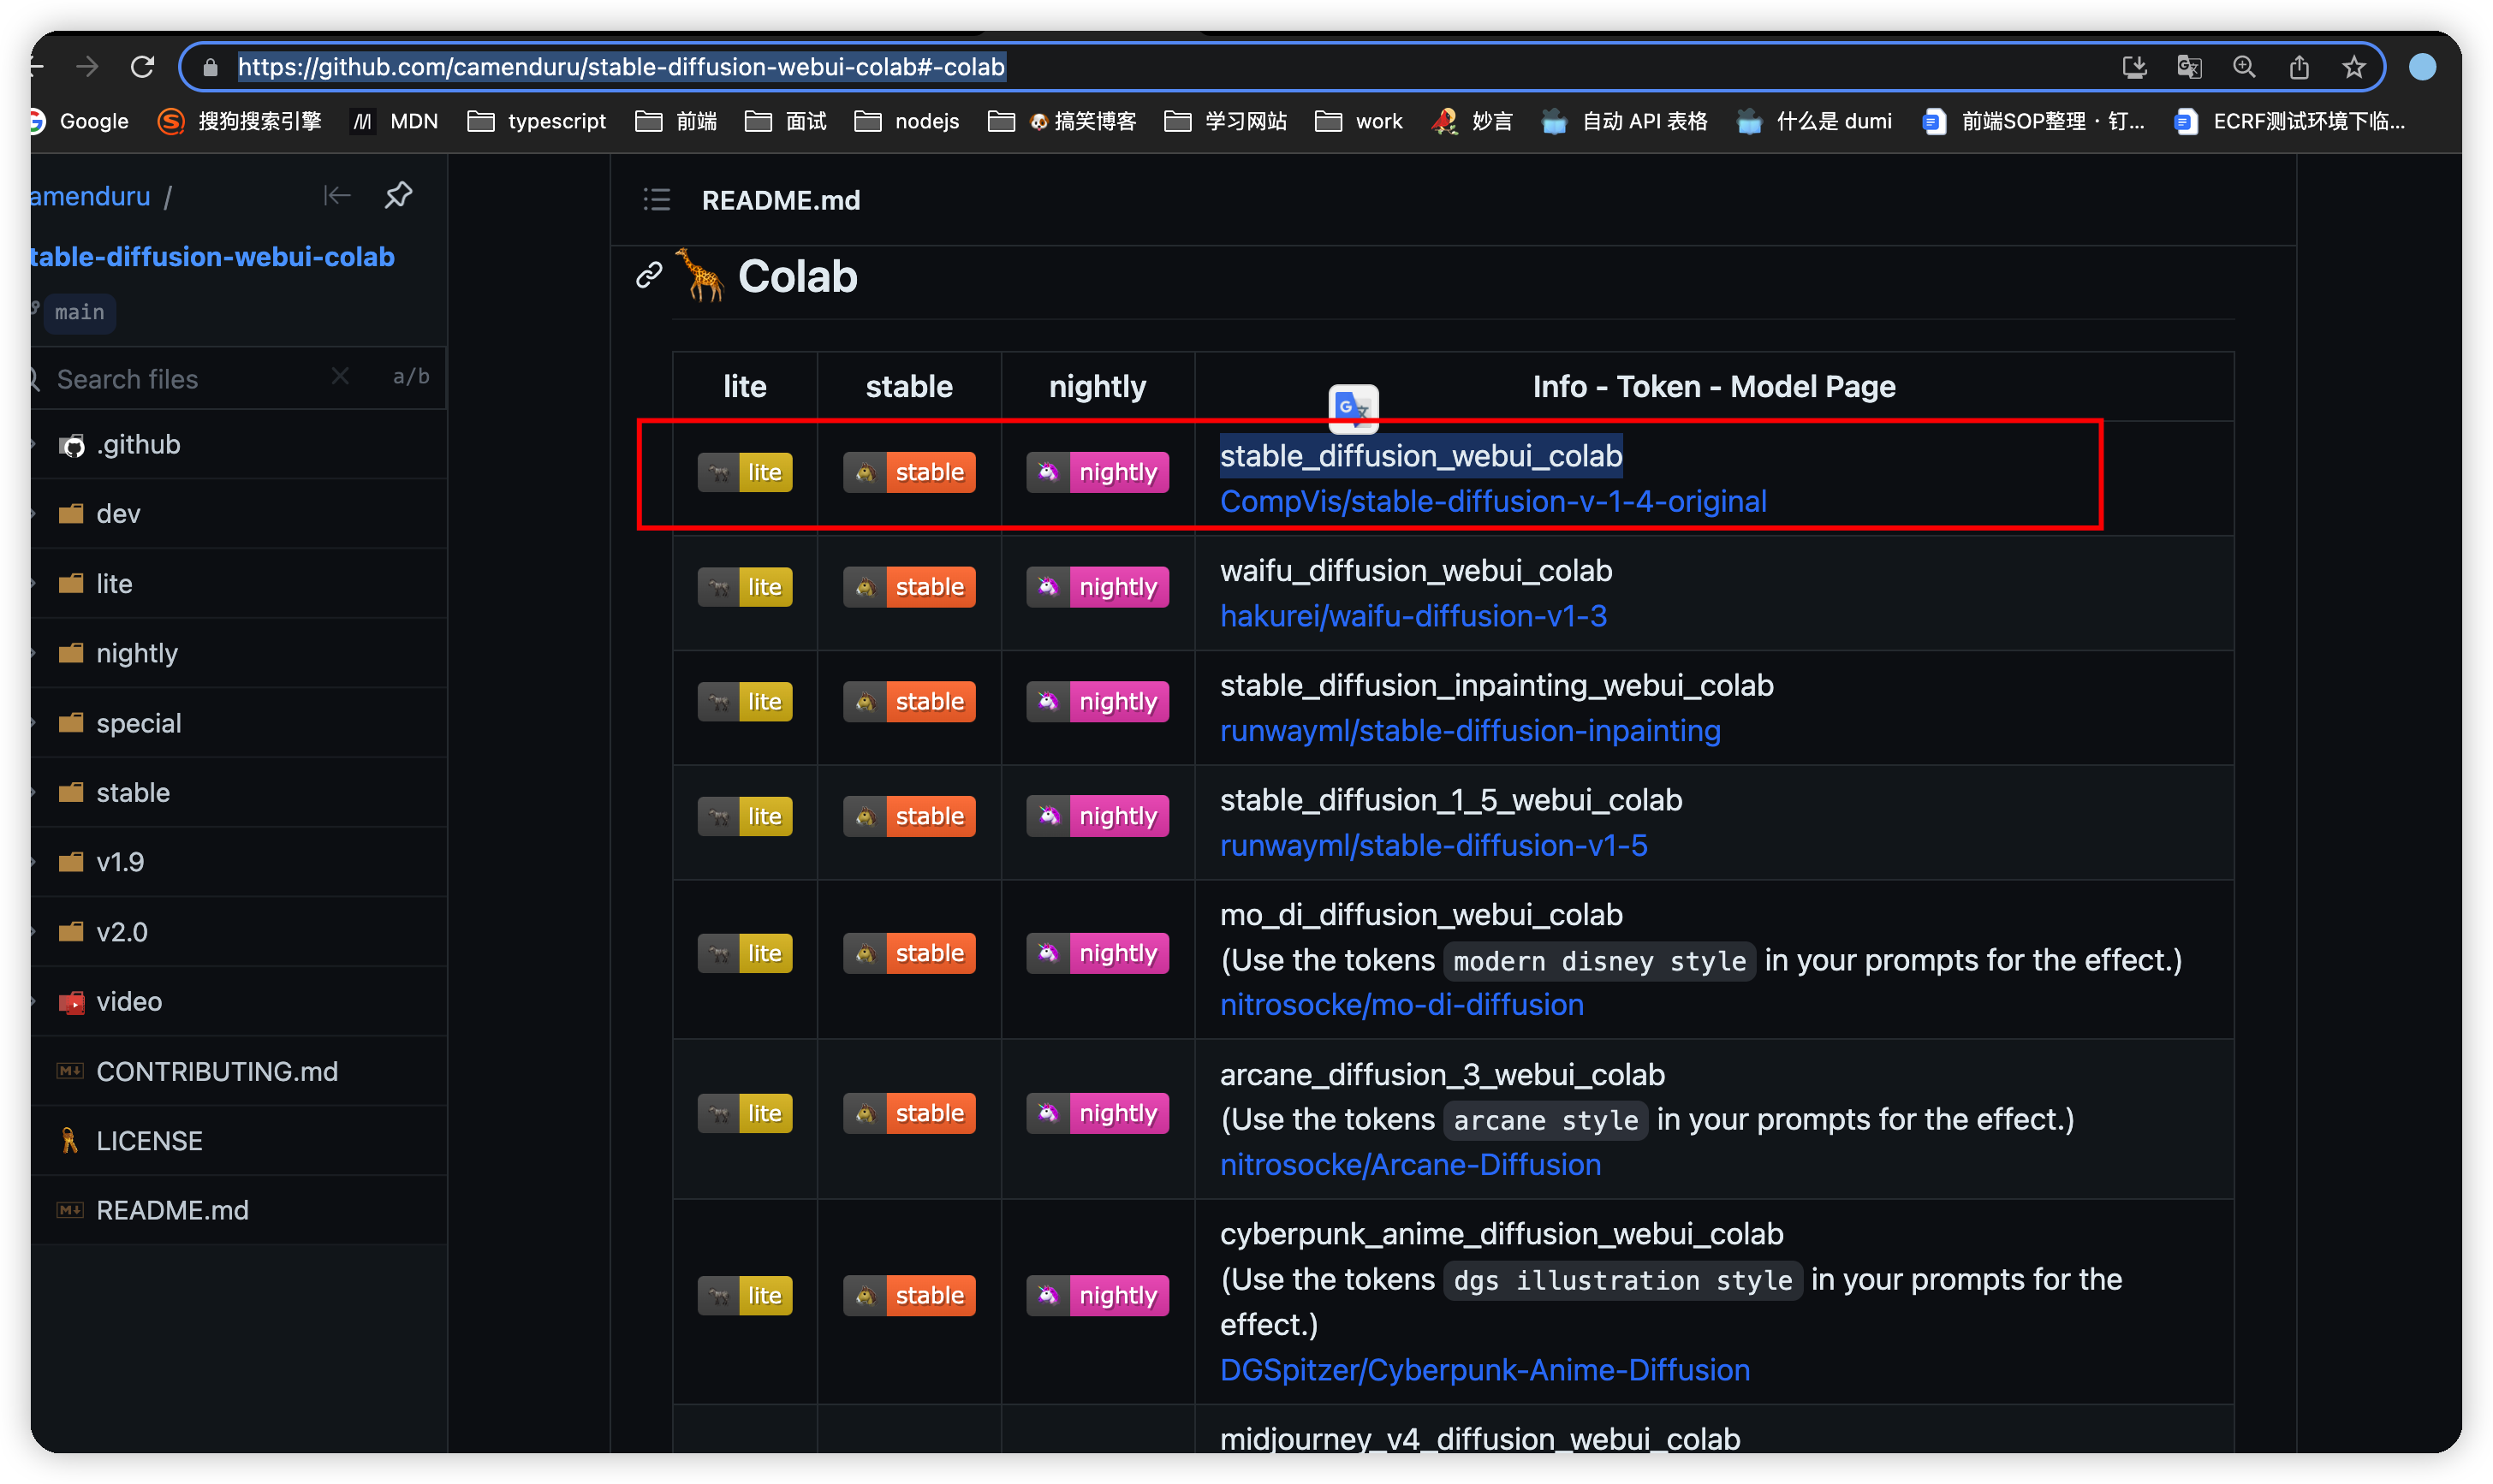 https://github.com/camenduru/stable-diffusion-webui-colab#-colab
Google 搜狗搜索引擎 MDN typescript 前端 面试 nodejs 搞笑博客 学习网站 work 妙言 自动 API 表格 什么是 dumi 前端SOP整理 · 钉... ECRF测试环境下临...
amenduru /
table-diffusion-webui-colab
main
Search files a/b
.github
dev
lite
nightly
special
stable
v1.9
v2.0
video
CONTRIBUTING.md
LICENSE
README.md
README.md
Colab
lite stable nightly Info - Token - Model Page
lite stable nightly stable_diffusion_webui_colab
CompVis/stable-diffusion-v-1-4-original
lite stable nightly waifu_diffusion_webui_colab
hakurei/waifu-diffusion-v1-3
lite stable nightly stable_diffusion_inpainting_webui_colab
runwayml/stable-diffusion-inpainting
lite stable nightly stable_diffusion_1_5_webui_colab
runwayml/stable-diffusion-v1-5
lite stable nightly mo_di_diffusion_webui_colab
(Use the tokens modern disney style in your prompts for the effect.)
nitrosocke/mo-di-diffusion
lite stable nightly arcane_diffusion_3_webui_colab
(Use the tokens arcane style in your prompts for the effect.)
nitrosocke/Arcane-Diffusion
lite stable nightly cyberpunk_anime_diffusion_webui_colab
(Use the tokens dgs illustration style in your prompts for the
effect.)
DGSpitzer/Cyberpunk-Anime-Diffusion
midjourney_v4_diffusion_webui_colab